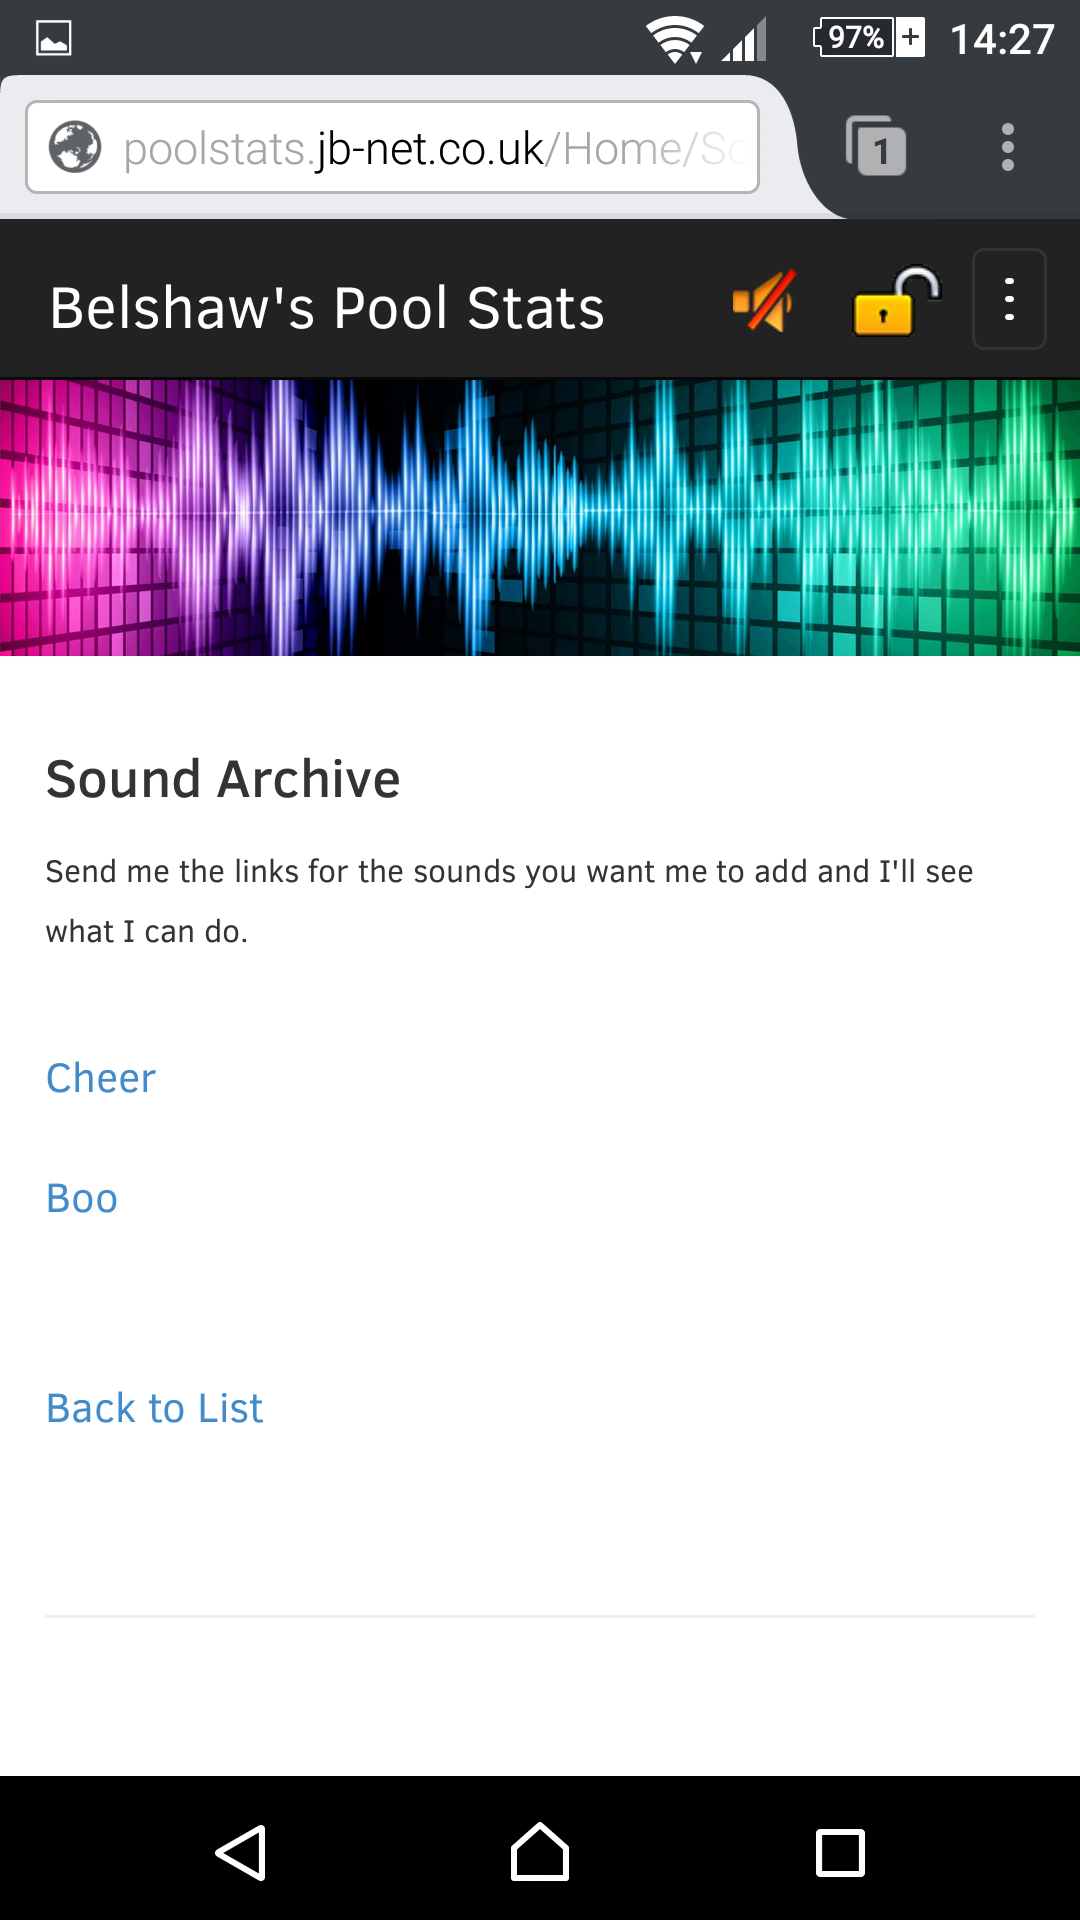 97% 14:27
poolstats.jb-net.co.uk/Home/So
1
Belshaw's Pool Stats
Sound Archive
Send me the links for the sounds you want me to add and I'll see
what I can do.
Cheer
Boo
Back to List